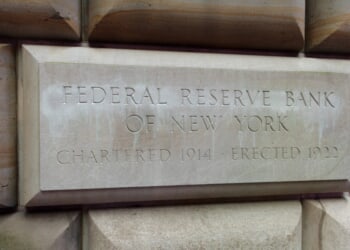 FEDERAL RESERVE BANK
OF NEW YORK
CHARTERED 1914 · ERECTED 1922